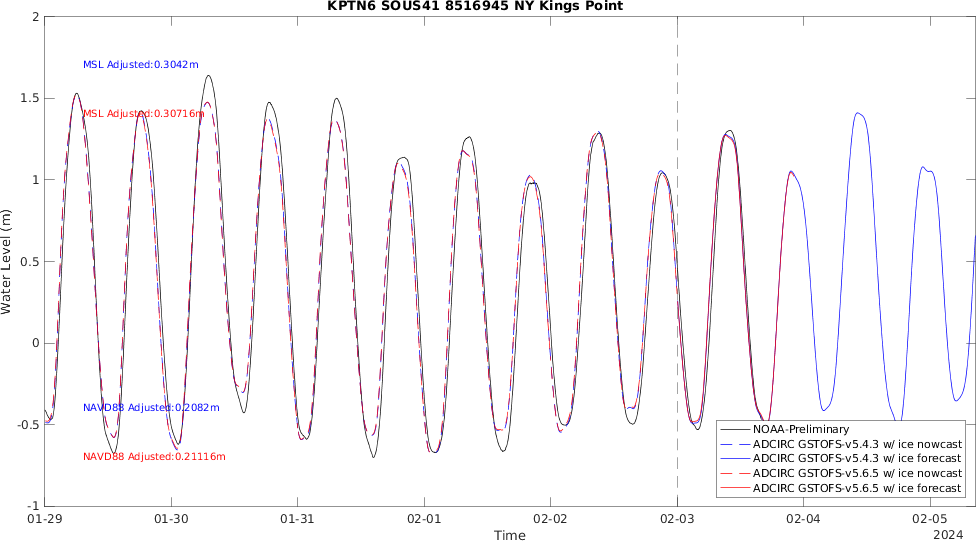 KPTN6 SOUS41 8516945 NY Kings Point
2
1.5
1
0.5
0
-0.5
-1
Water Level (m)
MSL Adjusted:0.3042m
MSL Adjusted:0.30716m
NAVD88 Adjusted:0.2082m
NAVD88 Adjusted:0.21116m
NOAA-Preliminary
ADCIRC GSTOFS-v5.4.3 w/ ice nowcast
ADCIRC GSTOFS-v5.4.3 w/ ice forecast
ADCIRC GSTOFS-v5.6.5 w/ ice nowcast
ADCIRC GSTOFS-v5.6.5 w/ ice forecast
01-29 01-30 01-31 02-01 02-02 02-03 02-04 02-05
Time
2024